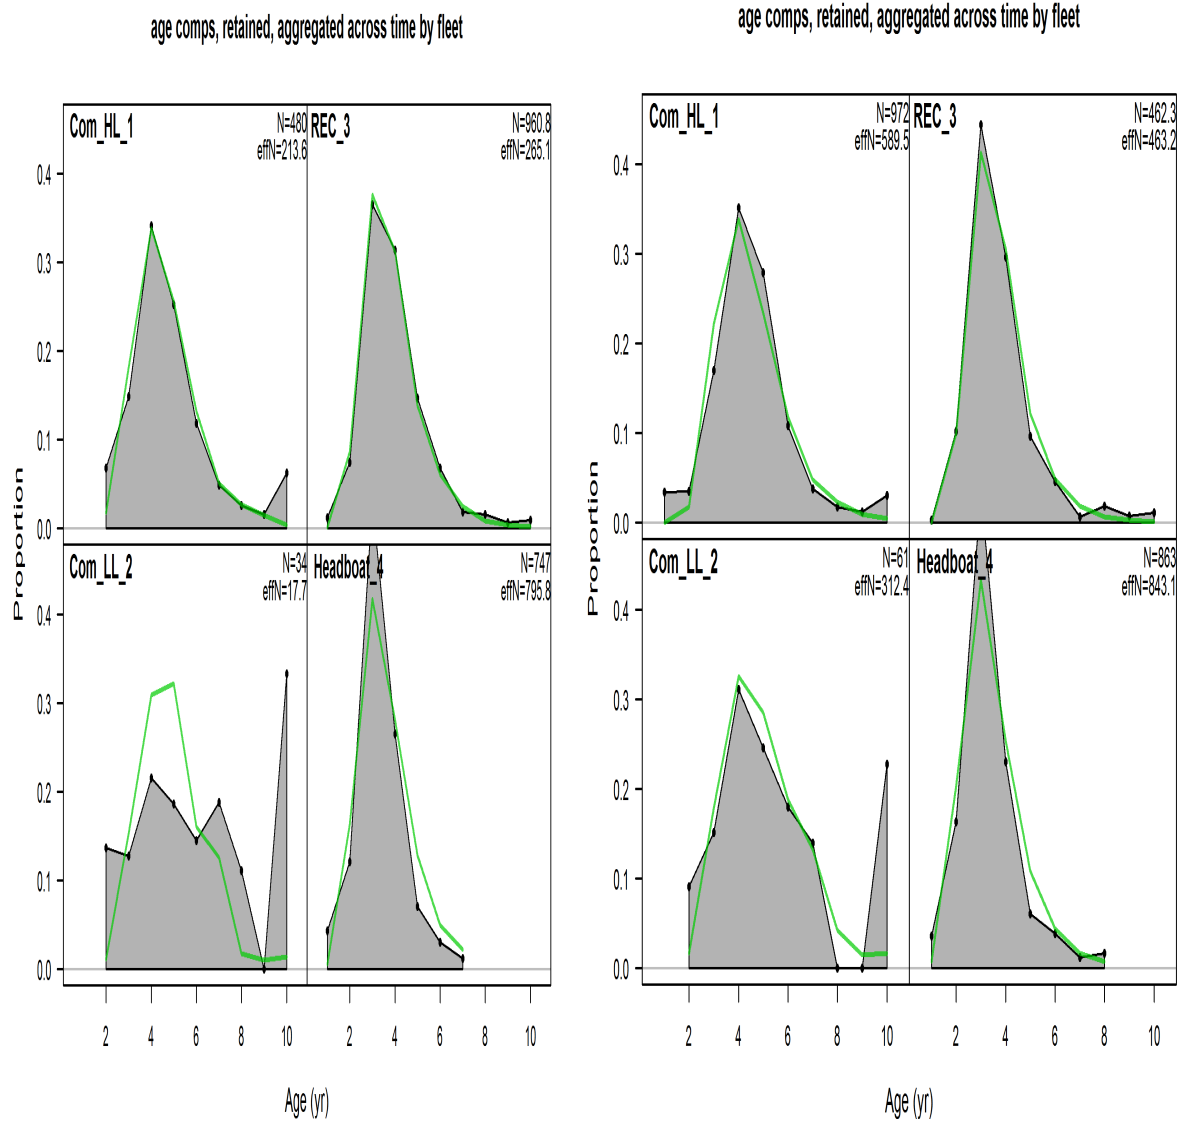 age comps, retained, aggregated across time by fleet
Com_HL_1
N=480
effN=213.6
REC_3
N=960.8
effN=265.1
0.4
0.3
0.2
0.1
0.0
Com_LL_2
N=34
effN=17.7
Headboat_4
N=747
effN=795.8
0.4
0.3
0.2
0.1
0.0
Proportion
2 4 6 8 10 2 4 6 8 10
Age (yr)
age comps, retained, aggregated across time by fleet
Com_HL_1
N=972
effN=589.5
REC_3
N=462.3
effN=463.2
0.4
0.3
0.2
0.1
0.0
Com_LL_2
N=61
effN=312.4
Headboat_4
N=863
effN=843.1
0.4
0.3
0.2
0.1
0.0
Proportion
2 4 6 8 10 2 4 6 8 10
Age (yr)